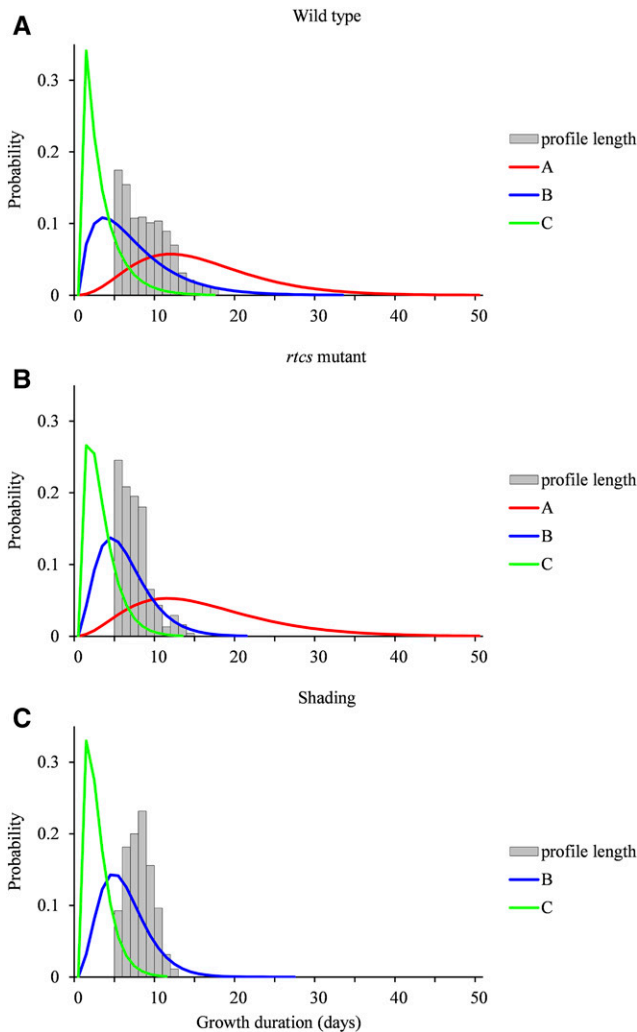 A
Wild type
0.3
0.2
0.1
0
Probability
0 10 20 30 40 50
profile length
A
B
C
B
rtcs mutant
0.3
0.2
0.1
0
Probability
0 10 20 30 40 50
profile length
A
B
C
C
Shading
0.3
0.2
0.1
0
Probability
0 10 20 30 40 50
Growth duration (days)
profile length
B
C